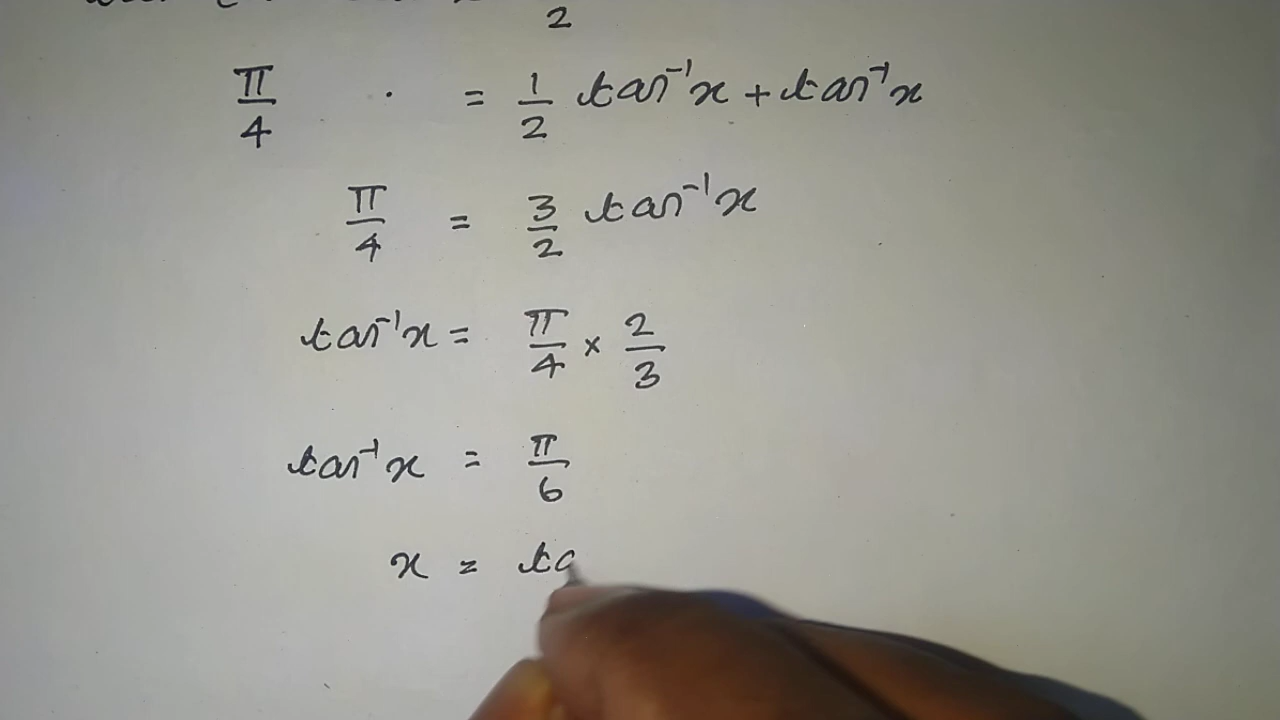 2
π/4 . = 1/2 tan⁻¹x + tan⁻¹x
π/4 = 3/2 tan⁻¹x
tan⁻¹x = π/4 × 2/3
tan⁻¹x = π/6
x = ta